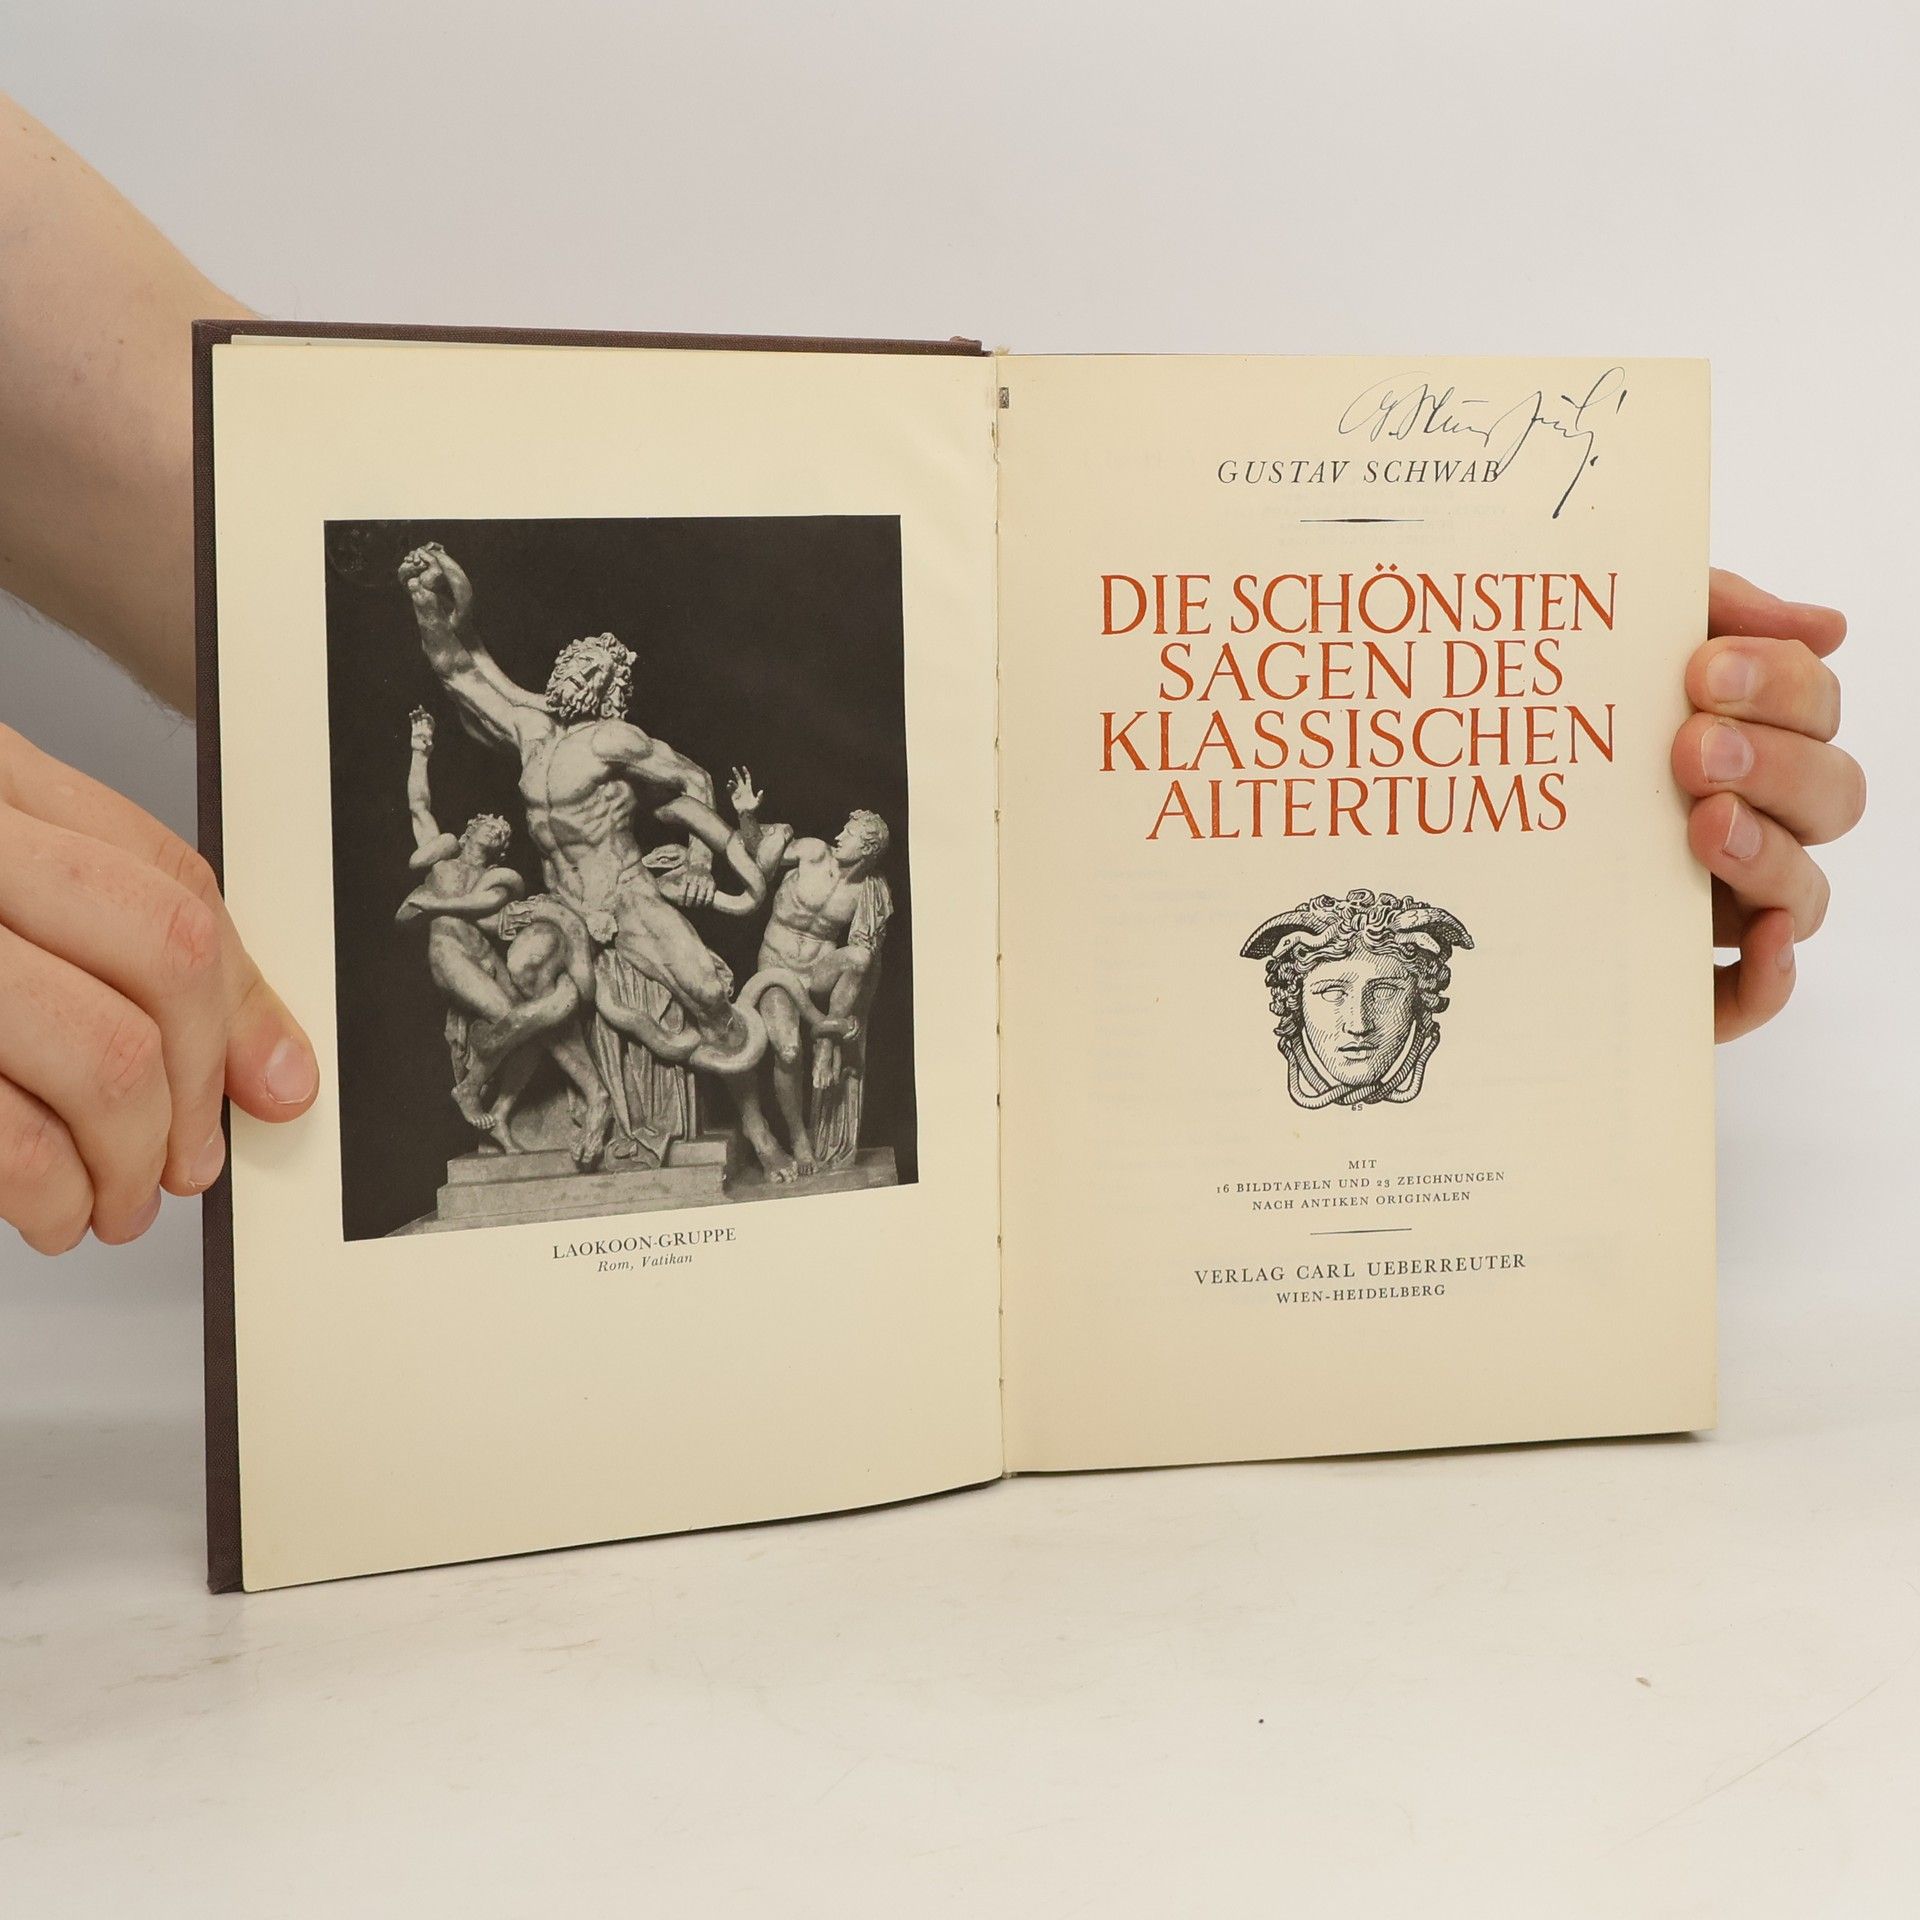 LAOKOON-GRUPPE
Rom, Vatikan
GUSTAV SCHWAB
DIE SCHÖNSTEN
SAGEN DES
KLASSISCHEN
ALTERTUMS
GS
MIT
16 BILDTAFELN UND 23 ZEICHNUNGEN
NACH ANTIKEN ORIGINALEN
VERLAG CARL UEBERREUTER
WIEN-HEIDELBERG